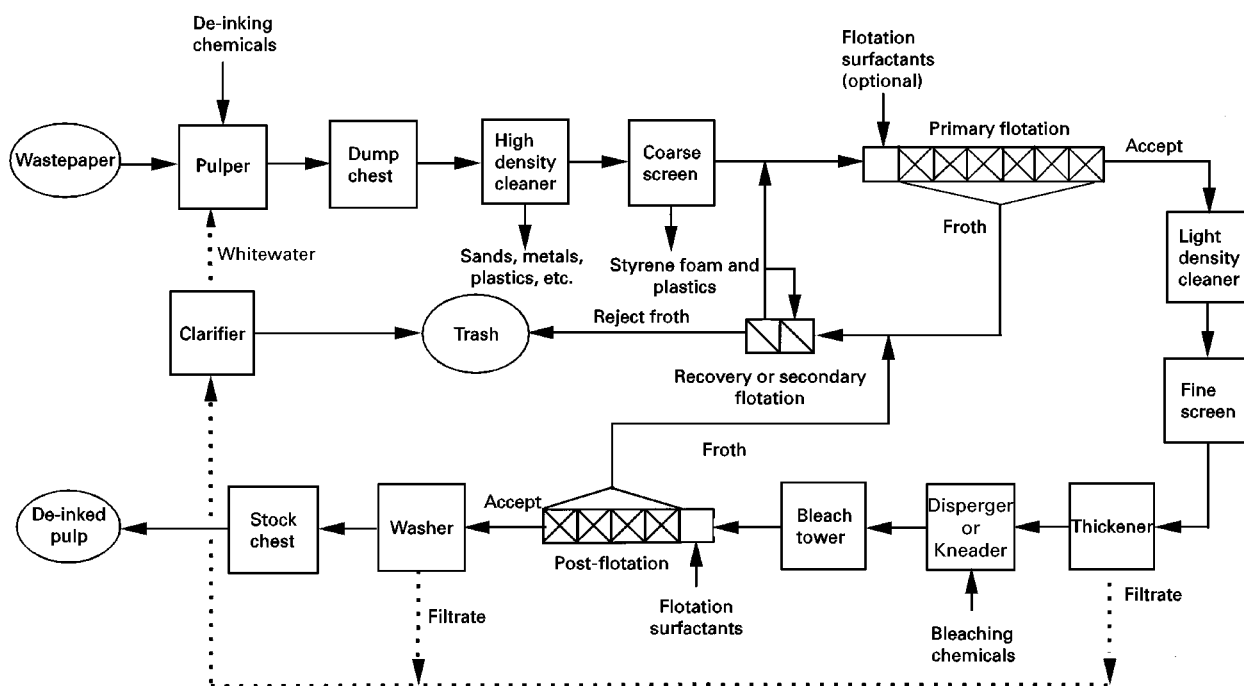 De-inking
chemicals
Flotation
surfactants
(optional)
Primary flotation
Wastepaper
Pulper
Dump
chest
High
density
cleaner
Coarse
screen
Accept
Froth
Whitewater
Sands, metals,
plastics, etc.
Styrene foam and
plastics
Light
density
cleaner
Clarifier
Trash
Reject froth
Recovery or secondary
flotation
Fine
screen
Froth
De-inked
pulp
Stock
chest
Washer
Accept
Post-flotation
Bleach
tower
Disperger
or
Kneader
Thickener
Filtrate
Flotation
surfactants
Bleaching
chemicals
Filtrate